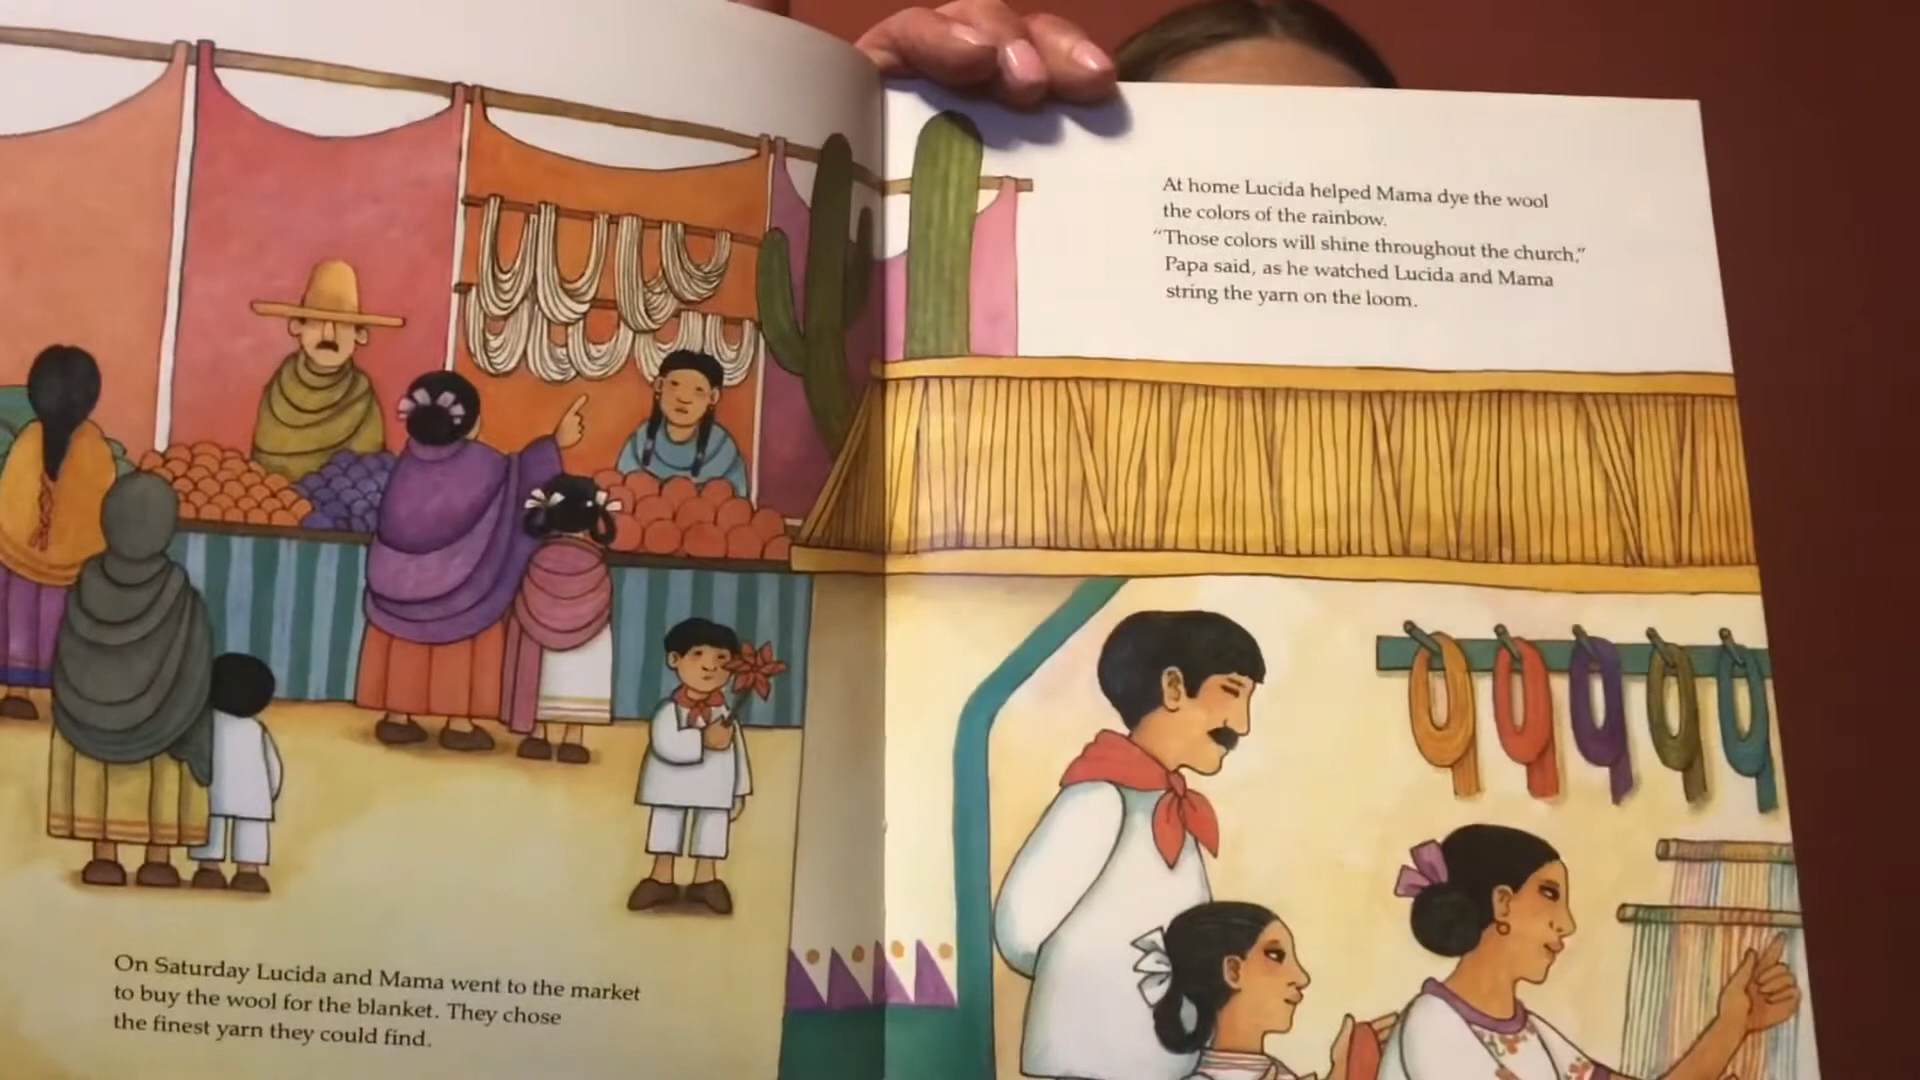 On Saturday Lucida and Mama went to the market
to buy the wool for the blanket. They chose
the finest yarn they could find.
At home Lucida helped Mama dye the wool
the colors of the rainbow.
“Those colors will shine throughout the church,”
Papa said, as he watched Lucida and Mama
string the yarn on the loom.